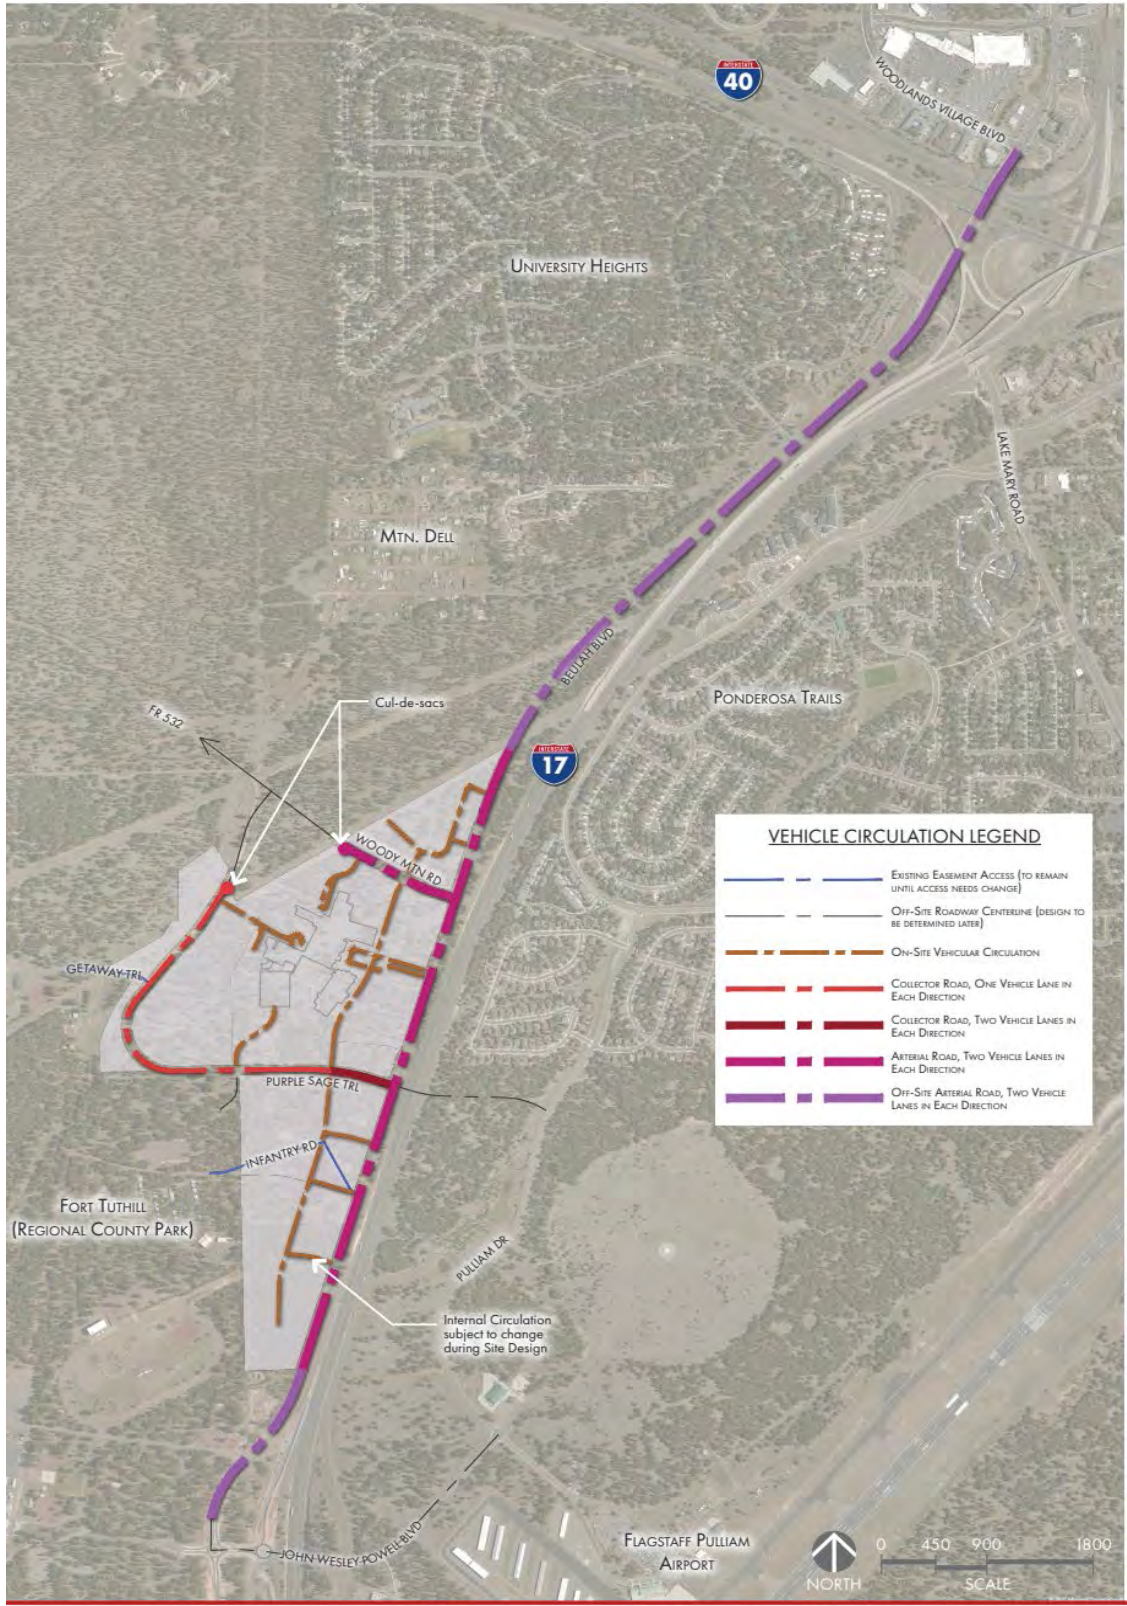 INTERSTATE
40
WOODLANDS VILLAGE BLVD
UNIVERSITY HEIGHTS
LAKE MARY ROAD
MTN. DELL
BEULAH BLVD
PONDEROSA TRAILS
Cul-de-sacs
FR 532
INTERSTATE
17
WOODY MTN RD
GETAWAY TRL
PURPLE SAGE TRL
INFANTRY RD
FORT TUTHILL
(REGIONAL COUNTY PARK)
PULLIAM DR
Internal Circulation
subject to change
during Site Design
JOHN WESLEY POWELL BLVD
FLAGSTAFF PULLIAM
AIRPORT
VEHICLE CIRCULATION LEGEND
EXISTING EASEMENT ACCESS (TO REMAIN
UNTIL ACCESS NEEDS CHANGE)
OFF-SITE ROADWAY CENTERLINE (DESIGN TO
BE DETERMINED LATER)
ON-SITE VEHICULAR CIRCULATION
COLLECTOR ROAD, ONE VEHICLE LANE IN
EACH DIRECTION
COLLECTOR ROAD, TWO VEHICLE LANES IN
EACH DIRECTION
ARTERIAL ROAD, TWO VEHICLE LANES IN
EACH DIRECTION
OFF-SITE ARTERIAL ROAD, TWO VEHICLE
LANES IN EACH DIRECTION
NORTH
0 450 900 1800
SCALE